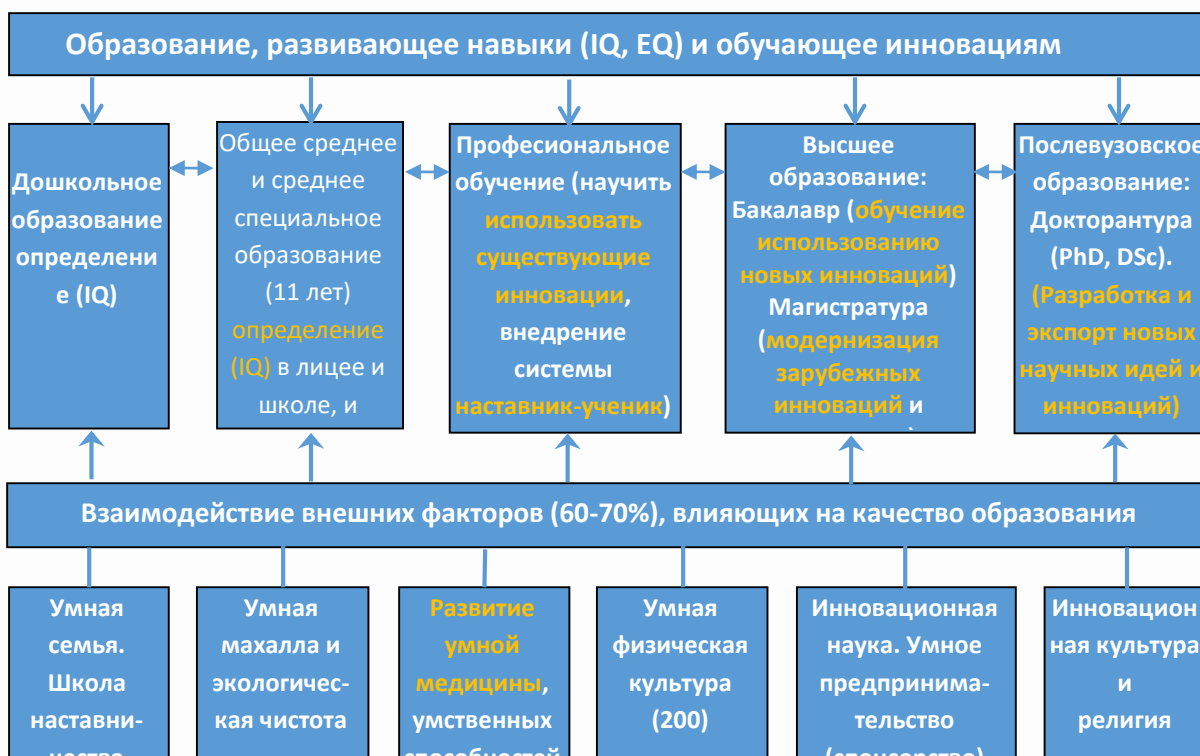 Образование, развивающее навыки (IQ, EQ) и обучающее инновациям
Дошкольное
образование
определени
е (IQ)
Общее среднее
и среднее
специальное
образование
(11 лет)
определение
(IQ) в лицее и
школе, и
Професиональное
обучение (научить
использовать
существующие
инновации,
внедрение
системы
наставник-ученик)
Высшее
образование:
Бакалавр (обучение
использованию
новых инноваций)
Магистратура
(модернизация
зарубежных
инноваций и
Послевузовское
образование:
Докторантура
(PhD, DSc).
(Разработка и
экспорт новых
научных идей и
инноваций)
Взаимодействие внешних факторов (60-70%), влияющих на качество образования
Умная
семья.
Школа
наставни-
чества
Умная
махалла и
экологичес-
кая чистота
Развитие
умной
медицины,
умственных
способностей
Умная
физическая
культура
(200)
Инновационная
наука. Умное
предпринима-
тельство
(спонсорство)
Инновацион
ная культура
и
религия